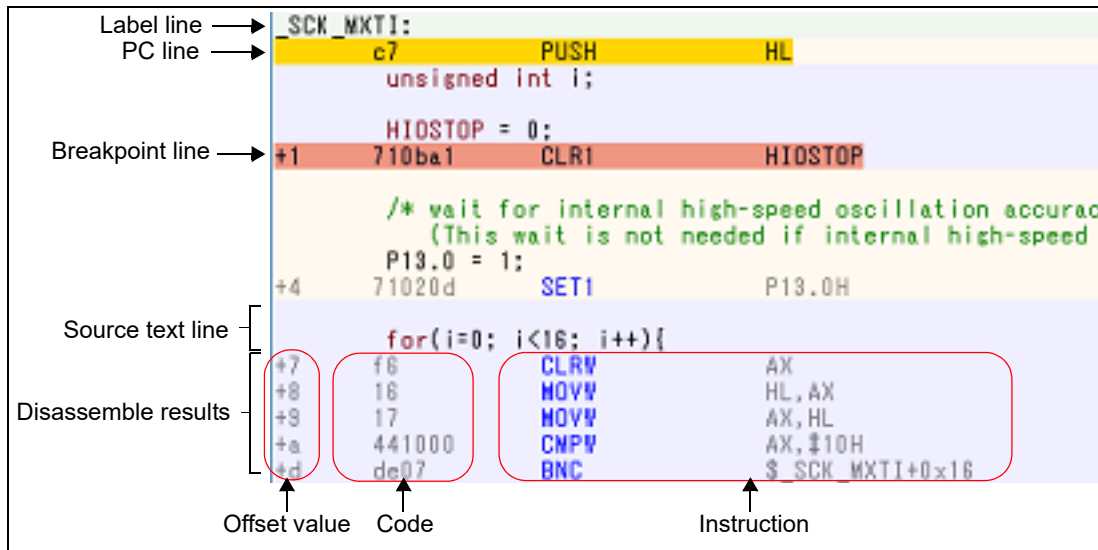 Label line _SCK_MXTI:
PC line c7 PUSH HL
unsigned int i;
HIOSTOP = 0;
Breakpoint line +1 710ba1 CLR1 HIOSTOP
/* wait for internal high-speed oscillation accurac
(This wait is not needed if internal high-speed
P13.0 = 1;
+4 71020d SET1 P13.0H
Source text line
for(i=0; i<16; i++){
+7 f6 CLRW AX
+8 16 MOVW HL,AX
Disassemble results +9 17 MOVW AX,HL
+a 441000 CMPW AX,#10H
+d de07 BNC $_SCK_MXTI+0x16
Offset value Code Instruction